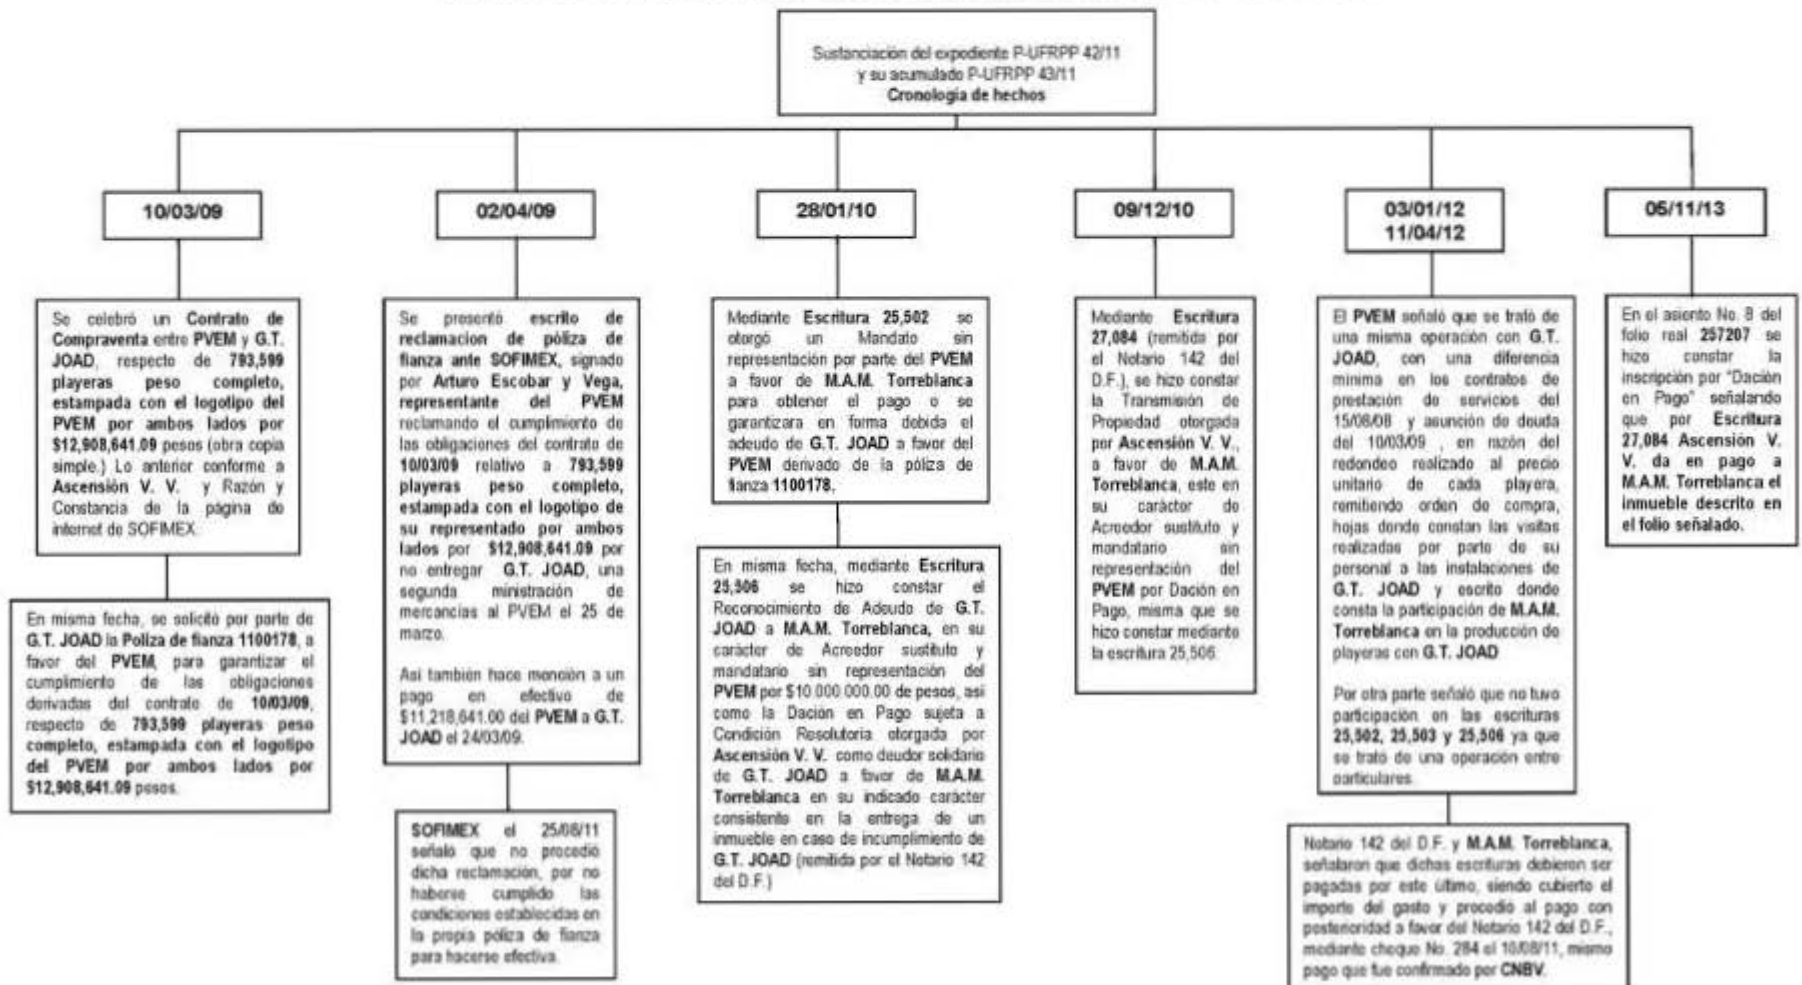 Sustanciación del expediente P-UFRPP 42/11
y su acumulado P-UFRPP 43/11
Cronología de hechos
10/03/09
Se celebró un Contrato de
Compraventa entre PVEM y G.T.
JOAD, respecto de 793,599
playeras peso completo,
estampada con el logotipo del
PVEM por ambos lados por
$12,908,641.09 pesos (obra copia
simple.) Lo anterior conforme a
Ascensión V. V. y Razón y
Constancia de la página de
internet de SOFIMEX.
En misma fecha, se solicitó por parte de
G.T. JOAD la Poliza de fianza 1100178, a
favor del PVEM, para garantizar el
cumplimiento de las obligaciones
derivadas del contrato de 10/03/09,
respecto de 793,599 playeras peso
completo, estampada con el logotipo
del PVEM por ambos lados por
$12,908,641.09 pesos.
02/04/09
Se presentó escrito de
reclamacion de póliza de
fianza ante SOFIMEX, signado
por Arturo Escobar y Vega,
representante del PVEM
reclamando el cumplimiento de
las obligaciones del contrato de
10/03/09 relativo a 793,599
playeras peso completo,
estampada con el logotipo de
su representado por ambos
lados por $12,908,641.09 por
no entregar G.T. JOAD, una
segunda ministración de
mercancías al PVEM el 25 de
marzo.
Así también hace mención a un
pago en efectivo de
$11,218,641.00 del PVEM a G.T.
JOAD el 24/03/09.
SOFIMEX el 25/08/11
señaló que no procedió
dicha reclamación, por no
haberse cumplido las
condiciones establecidas en
la propia póliza de fianza
para hacerse efectiva.
28/01/10
Mediante Escritura 25,502 se
otorgó un Mandato sin
representación por parte del PVEM
a favor de M.A.M. Torreblanca
para obtener el pago o se
garantizara en forma debida el
adeudo de G.T. JOAD a favor del
PVEM derivado de la póliza de
fianza 1100178.
En misma fecha, mediante Escritura
25,506 se hizo constar el
Reconocimiento de Adeudo de G.T.
JOAD a M.A.M. Torreblanca, en su
carácter de Acreedor sustituto y
mandatario sin representación del
PVEM por $10.000 000.00 de pesos, así
como la Dación en Pago sujeta a
Condición Resolutoria otorgada por
Ascensión V. V. como deudor solidario
de G.T. JOAD a favor de M.A.M.
Torreblanca en su indicado carácter
consistente en la entrega de un
inmueble en caso de incumplimiento de
G.T. JOAD (remitida por el Notario 142
del D.F.)
09/12/10
Mediante Escritura
27,084 (remitida por
el Notario 142 del
D.F.), se hizo constar
la Transmisión de
Propiedad otorgada
por Ascensión V. V.,
a favor de M.A.M.
Torreblanca, este en
su carácter de
Acreedor sustituto y
mandatario sin
representación del
PVEM por Dación en
Pago, misma que se
hizo constar mediante
la escritura 25,506.
03/01/12
11/04/12
El PVEM señaló que se trató de
una misma operación con G.T.
JOAD, con una diferencia
mínima en los contratos de
prestación de servicios del
15/08/08 y asunción de deuda
del 10/03/09 , en razón del
redondeo realizado al precio
unitario de cada playera,
remitiendo orden de compra,
hojas donde constan las visitas
realizadas por parte de su
personal a las instalaciones de
G.T. JOAD y escrito donde
consta la participación de M.A.M.
Torreblanca en la producción de
playeras con G.T. JOAD
Por otra parte señaló que no tuvo
participación en las escrituras
25,502, 25,503 y 25,506 ya que
se trató de una operación entre
particulares.
Notario 142 del D.F. y M.A.M. Torreblanca,
señalaron que dichas escrituras debieron ser
pagadas por este último, siendo cubierto el
importe del gasto y procedió al pago con
posterioridad a favor del Notario 142 del D.F.,
mediante cheque No. 284 el 10/08/11, mismo
pago que fue confirmado por CNBV.
05/11/13
En el asiento No. 8 del
folio real 257207 se
hizo constar la
inscripción por "Dación
en Pago" señalando
que por Escritura
27,084 Ascensión V.
V. da en pago a
M.A.M. Torreblanca el
inmueble descrito en
el folio señalado.